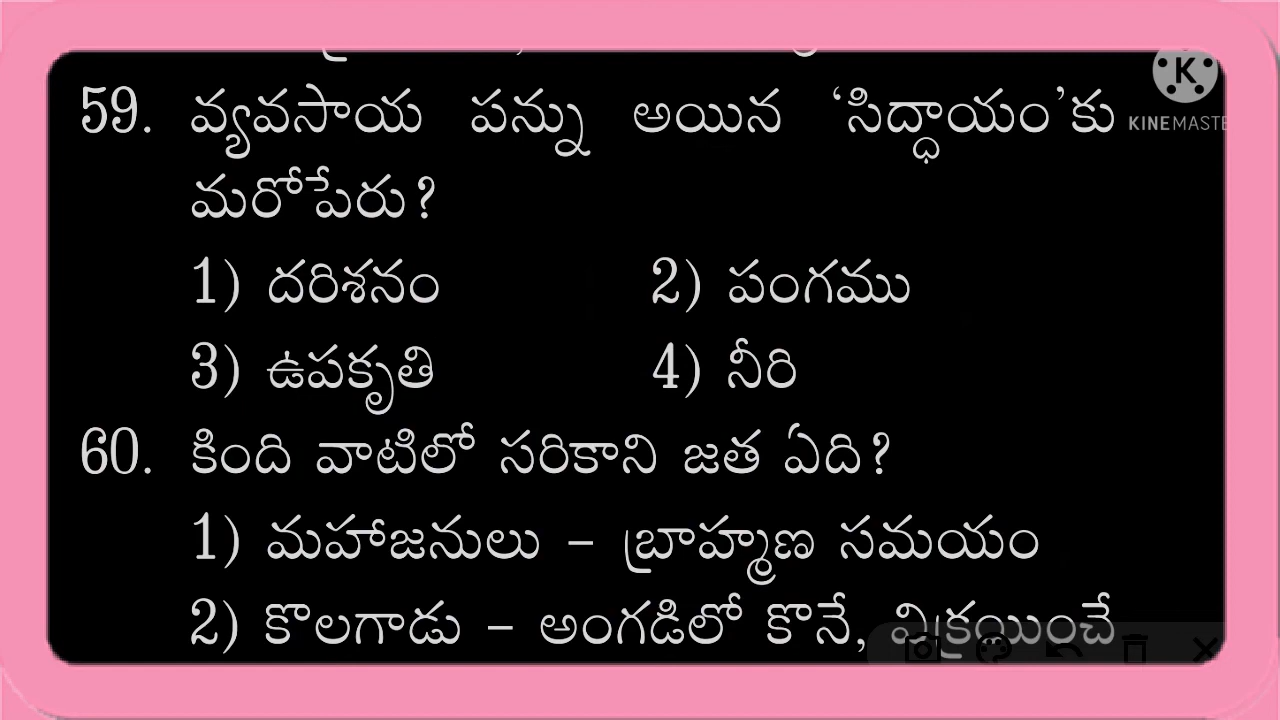 59. వ్యవసాయ పన్ను అయిన ‘సిద్ధాయం’కు
మరోపేరు?
1) దరిశనం 2) పంగము
3) ఉపకృతి 4) నీరి
60. కింది వాటిలో సరికాని జత ఏది?
1) మహాజనులు – బ్రాహ్మణ సమయం
2) కొలగాడు – అంగడిలో కొనే, విక్రయించే
K
KINEMASTE